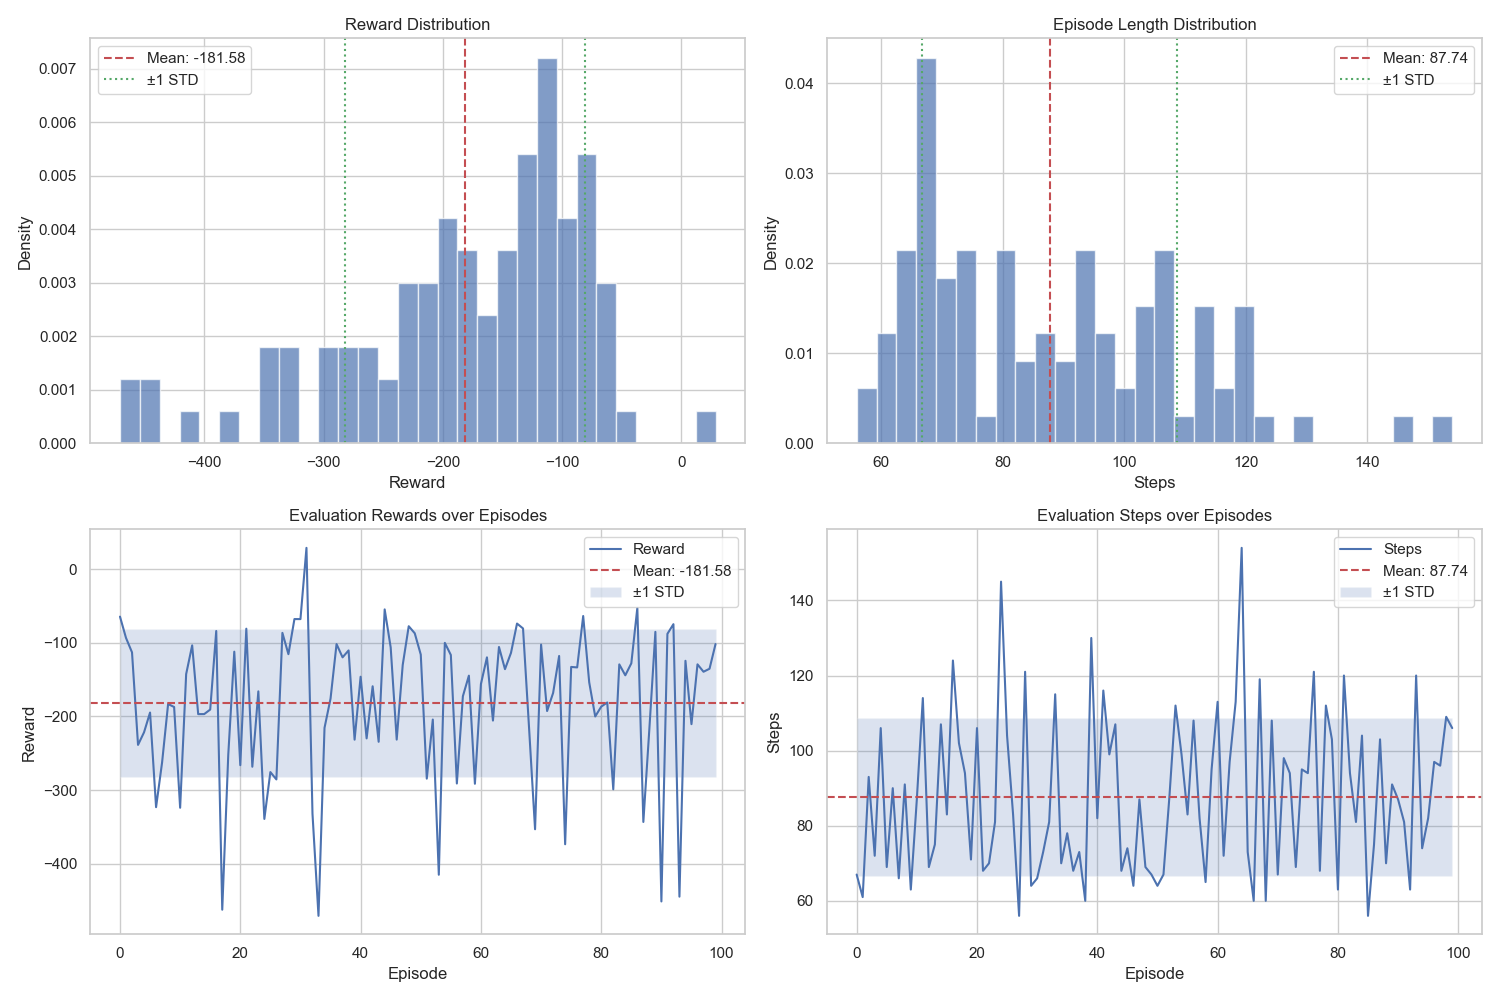 Reward Distribution
Mean: -181.58
±1 STD
0.007
0.006
0.005
0.004
0.003
0.002
0.001
0.000
Density
−400
−300
−200
−100
0
Reward
Episode Length Distribution
Mean: 87.74
±1 STD
0.04
0.03
0.02
0.01
0.00
Density
60
80
100
120
140
Steps
Evaluation Rewards over Episodes
Reward
Mean: -181.58
±1 STD
0
−100
−200
−300
−400
Reward
0
20
40
60
80
100
Episode
Evaluation Steps over Episodes
Steps
Mean: 87.74
±1 STD
140
120
100
80
60
Steps
0
20
40
60
80
100
Episode